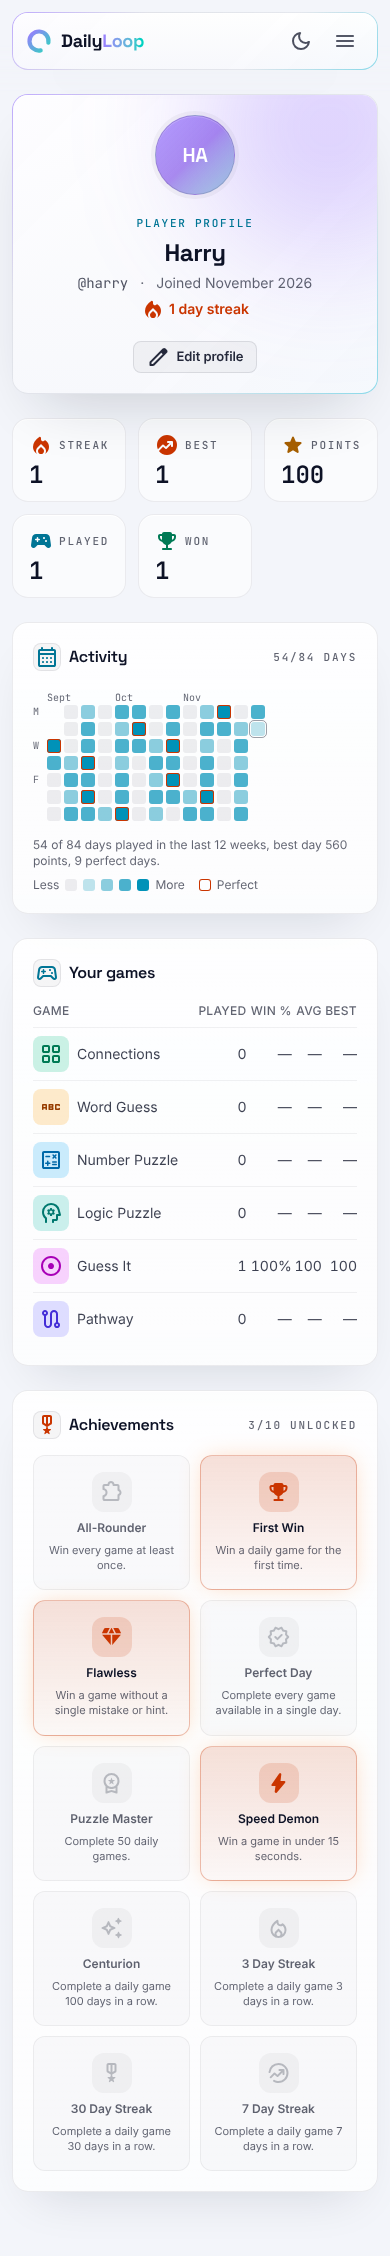 DailyLoop
HA
PLAYER PROFILE
Harry
@harry · Joined November 2026
1 day streak
Edit profile
STREAK
1
BEST
1
POINTS
100
PLAYED
1
WON
1
Activity
54/84 DAYS
Sept Oct Nov
M
W
F
54 of 84 days played in the last 12 weeks, best day 560
points, 9 perfect days.
Less More Perfect
Your games
GAME PLAYED WIN % AVG BEST
Connections 0 — — —
ABC Word Guess 0 — — —
Number Puzzle 0 — — —
Logic Puzzle 0 — — —
Guess It 1 100% 100 100
Pathway 0 — — —
Achievements
3/10 UNLOCKED
All-Rounder
Win every game at least
once.
First Win
Win a daily game for the
first time.
Flawless
Win a game without a
single mistake or hint.
Perfect Day
Complete every game
available in a single day.
Puzzle Master
Complete 50 daily
games.
Speed Demon
Win a game in under 15
seconds.
Centurion
Complete a daily game
100 days in a row.
3 Day Streak
Complete a daily game 3
days in a row.
30 Day Streak
Complete a daily game
30 days in a row.
7 Day Streak
Complete a daily game 7
days in a row.